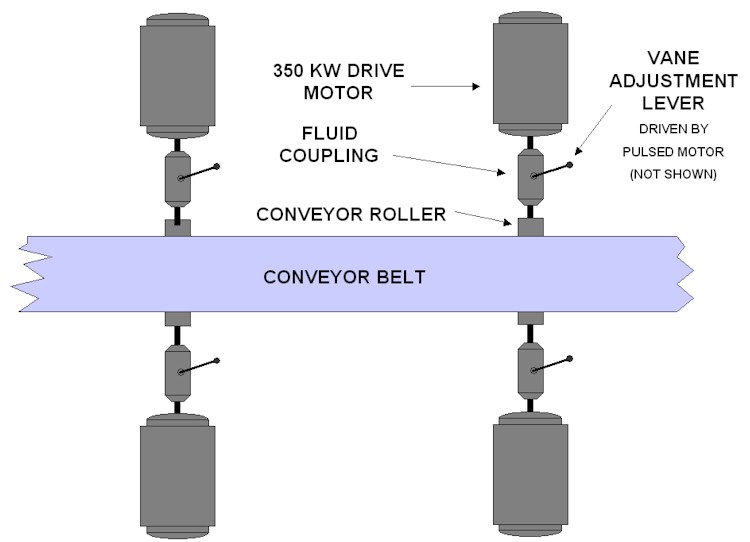 350 KW DRIVE
MOTOR
FLUID
COUPLING
CONVEYOR ROLLER
VANE
ADJUSTMENT
LEVER
DRIVEN BY
PULSED MOTOR
(NOT SHOWN)
CONVEYOR BELT